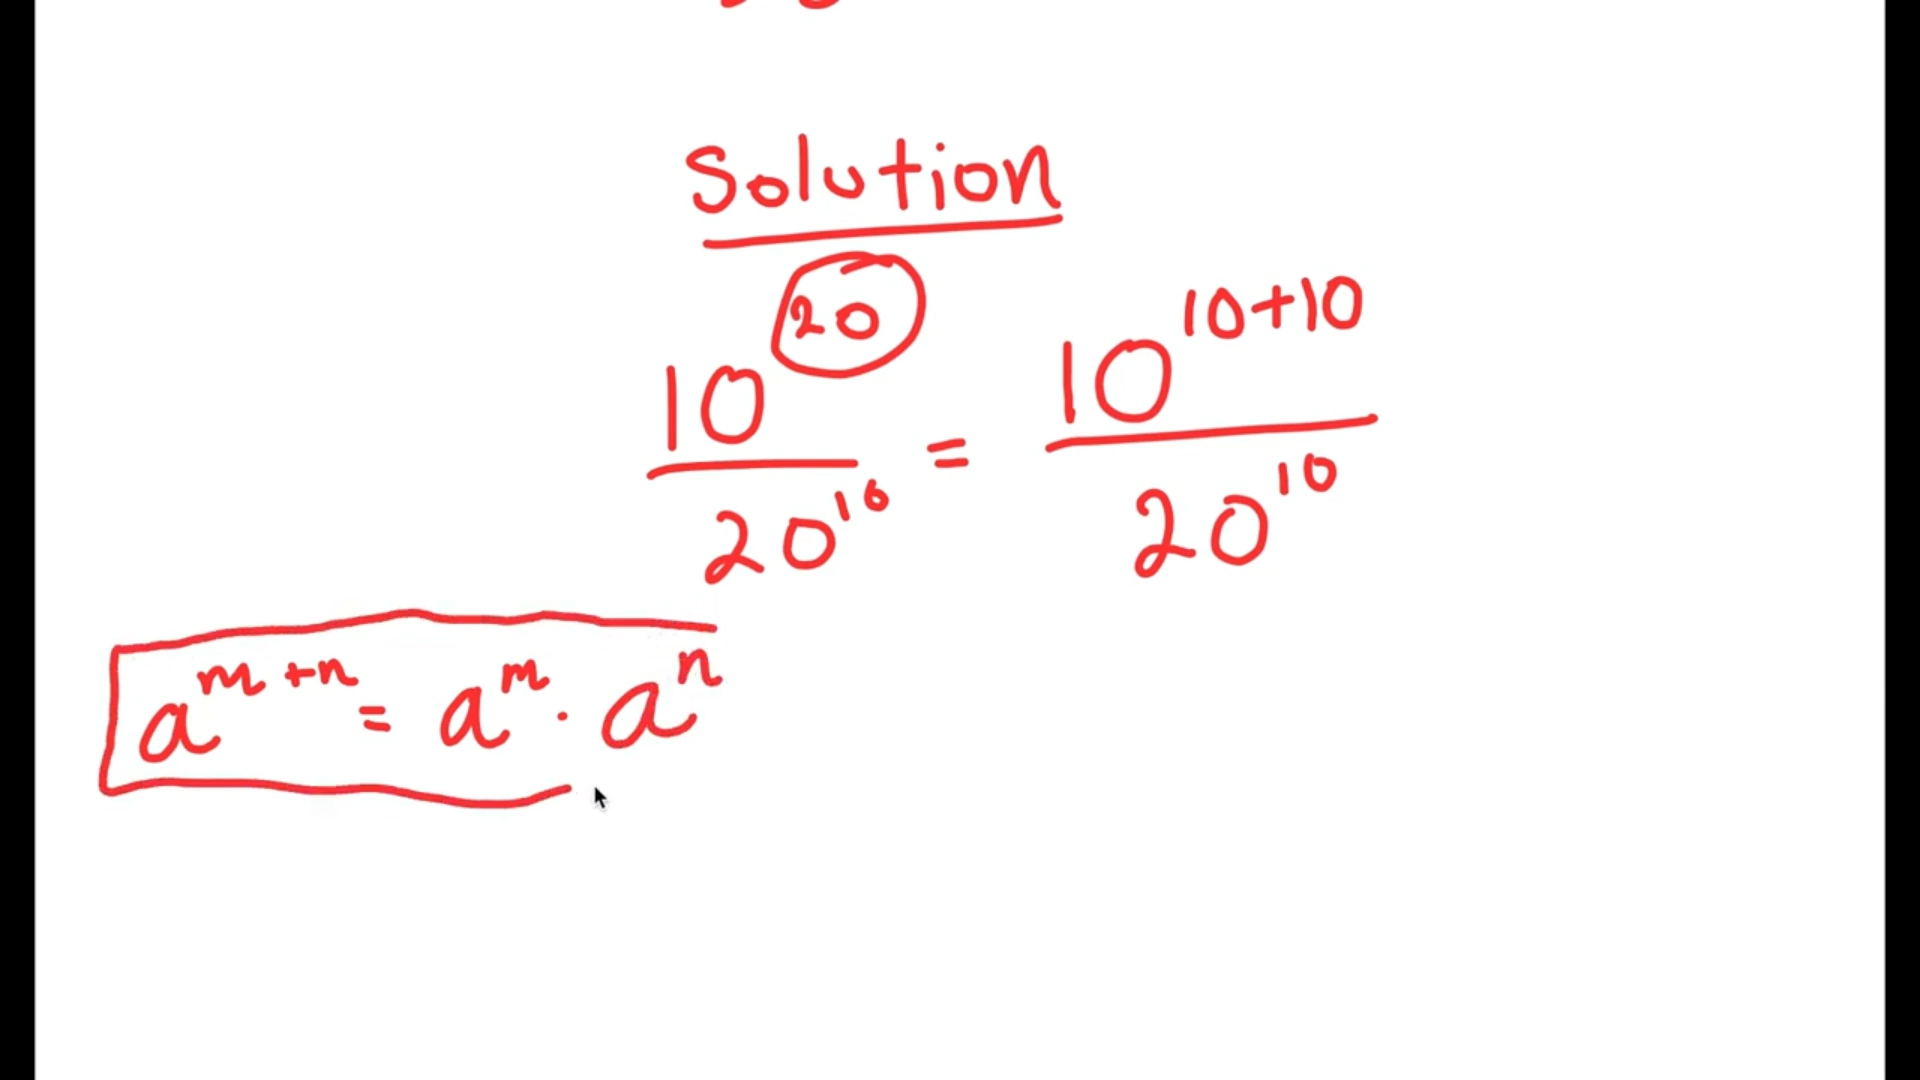 Solution
10^20 / 20^10 = 10^10+10 / 20^10
a^m+n = a^m · a^n